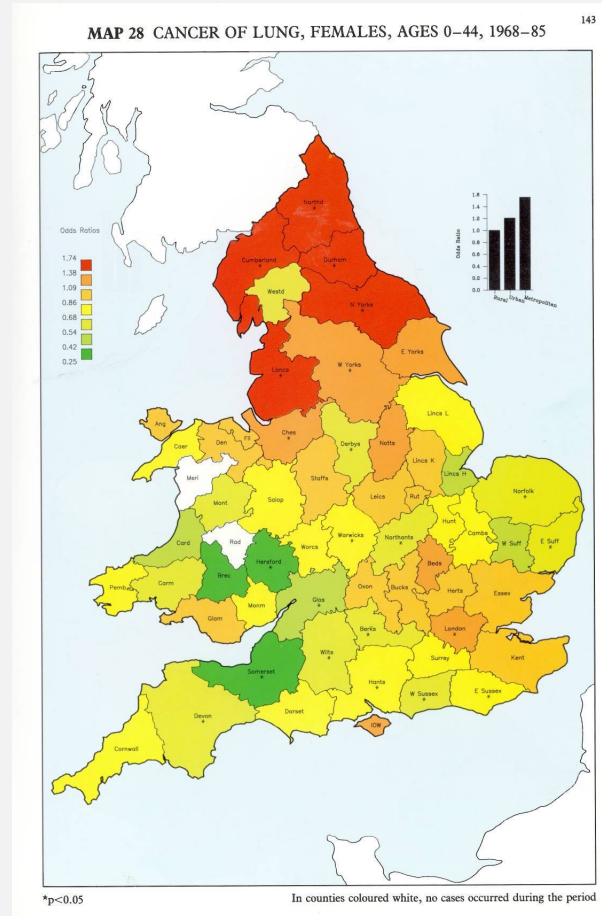 143
MAP 28 CANCER OF LUNG, FEMALES, AGES 0–44, 1968–85
Odds Ratios
1.74
1.38
1.09
0.86
0.68
0.54
0.42
0.25
Odds Ratio
1.8
1.6
1.4
1.2
1.0
0.8
0.6
0.4
0.2
0.0
Rural
Urban
Metropolitan
Northd
*
Cumberland
*
Durham
*
Westd
N Yorks
*
E Yorks
W Yorks
*
Lancs
*
Lincs L
Ang
Caer
Den
Fli
Ches
*
Derbys
*
Notts
*
Lincs K
Lincs H
Meri
Staffs
Mont
Salop
Leics
Rut
Norfolk
*
Card
Rad
Hereford
*
Worcs
Warwicks
*
Northants
*
Hunt
Cambs
W Suff
E Suff
Brec
*
Pemb
Carm
Glam
Monm
Glos
*
Oxon
Bucks
Beds
*
Herts
Essex
London
*
Berks
*
Wilts
*
Surrey
Kent
Somerset
*
Hants
*
W Sussex
*
E Sussex
*
Devon
*
Dorset
IOW
*
Cornwall
*p<0.05
In counties coloured white, no cases occurred during the period